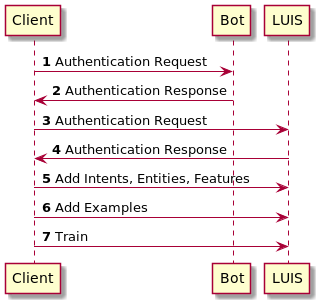 Client Bot LUIS
1 Authentication Request
2 Authentication Response
3 Authentication Request
4 Authentication Response
5 Add Intents, Entities, Features
6 Add Examples
7 Train
Client Bot LUIS